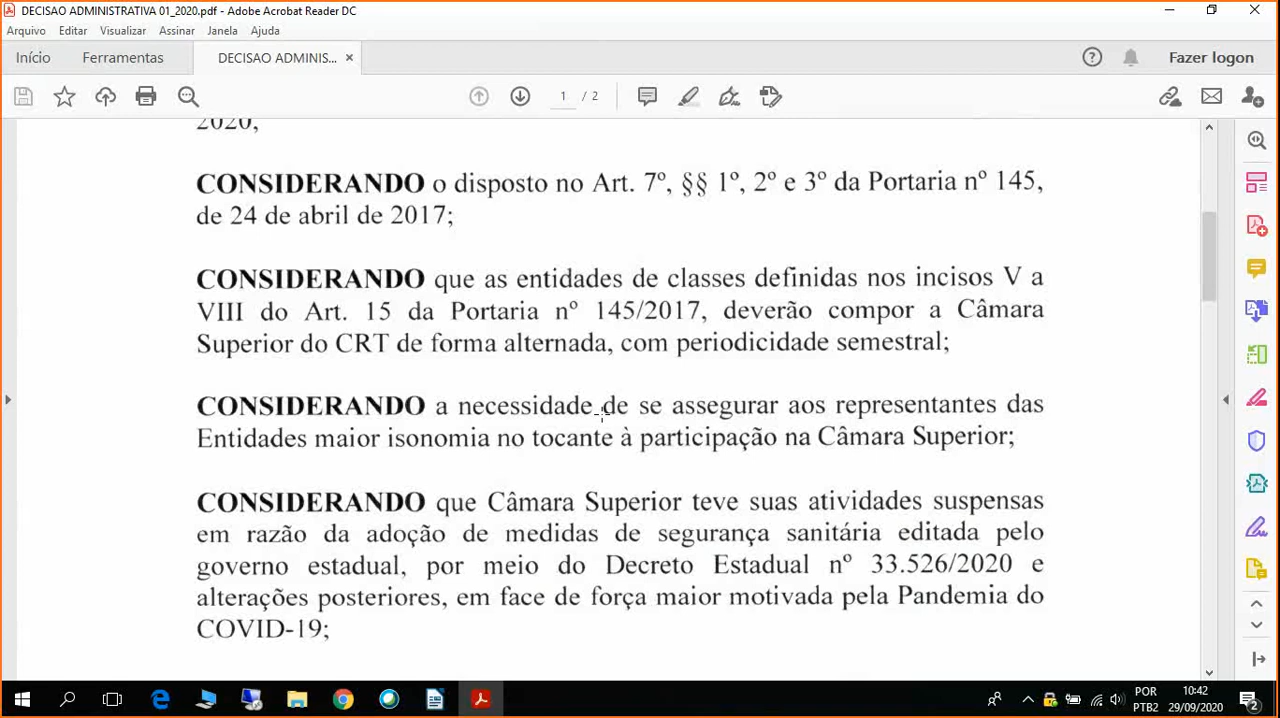 DECISAO ADMINISTRATIVA 01_2020.pdf - Adobe Acrobat Reader DC
Arquivo Editar Visualizar Assinar Janela Ajuda
Início Ferramentas DECISAO ADMINIS... × Fazer logon
1 / 2
2020,
CONSIDERANDO o disposto no Art. 7º, §§ 1º, 2º e 3º da Portaria nº 145,
de 24 de abril de 2017;
CONSIDERANDO que as entidades de classes definidas nos incisos V a
VIII do Art. 15 da Portaria nº 145/2017, deverão compor a Câmara
Superior do CRT de forma alternada, com periodicidade semestral;
CONSIDERANDO a necessidade de se assegurar aos representantes das
Entidades maior isonomia no tocante à participação na Câmara Superior;
CONSIDERANDO que Câmara Superior teve suas atividades suspensas
em razão da adoção de medidas de segurança sanitária editada pelo
governo estadual, por meio do Decreto Estadual nº 33.526/2020 e
alterações posteriores, em face de força maior motivada pela Pandemia do
COVID-19;
POR 10:42
PTB2 29/09/2020 2